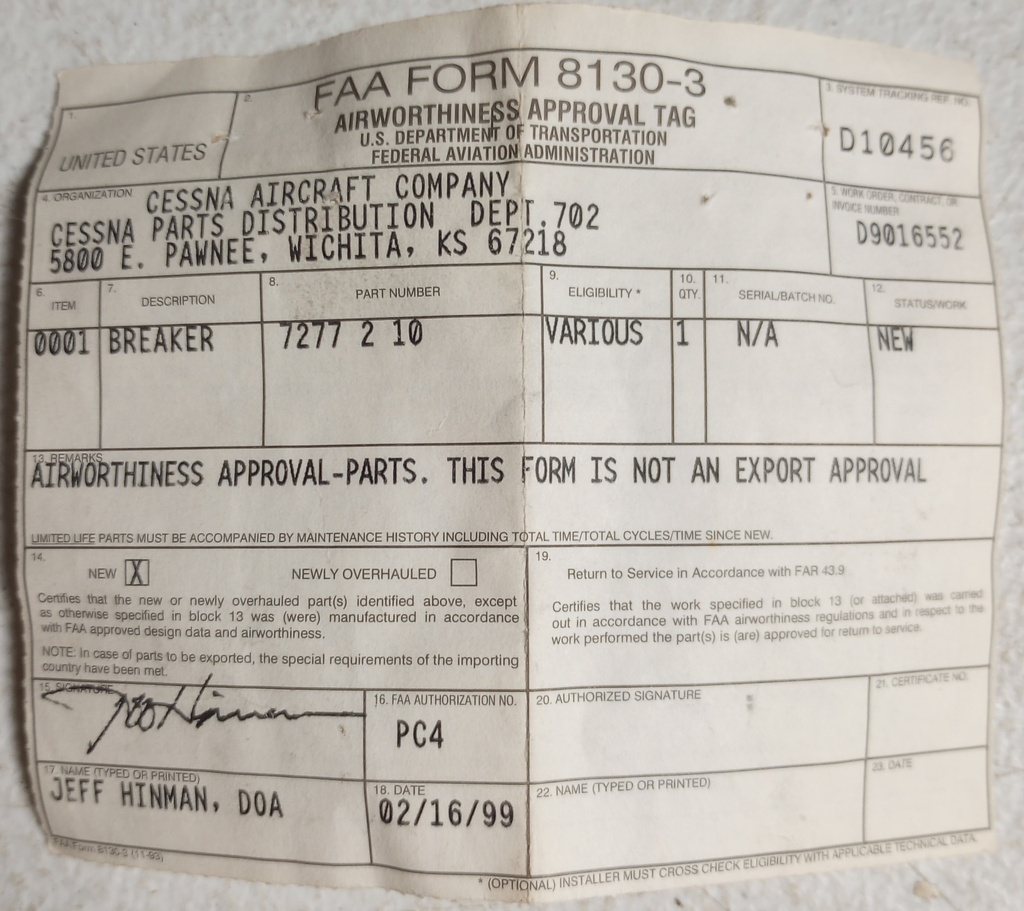 FAA FORM 8130-3
AIRWORTHINESS APPROVAL TAG
U.S. DEPARTMENT OF TRANSPORTATION
FEDERAL AVIATION ADMINISTRATION
1.
UNITED STATES
2.
3. SYSTEM TRACKING REF. NO.
D10456
4. ORGANIZATION CESSNA AIRCRAFT COMPANY
CESSNA PARTS DISTRIBUTION DEPT.702
5800 E. PAWNEE, WICHITA, KS 67218
5. WORK ORDER, CONTRACT, OR
INVOICE NUMBER
D9016552
6. ITEM 7. DESCRIPTION 8. PART NUMBER 9. ELIGIBILITY * 10. QTY. 11. SERIAL/BATCH NO. 12. STATUS/WORK
0001 BREAKER 7277 2 10 VARIOUS 1 N/A NEW
13. REMARKS
AIRWORTHINESS APPROVAL-PARTS. THIS FORM IS NOT AN EXPORT APPROVAL
LIMITED LIFE PARTS MUST BE ACCOMPANIED BY MAINTENANCE HISTORY INCLUDING TOTAL TIME/TOTAL CYCLES/TIME SINCE NEW.
14.
NEW X NEWLY OVERHAULED
Certifies that the new or newly overhauled part(s) identified above, except
as otherwise specified in block 13 was (were) manufactured in accordance
with FAA approved design data and airworthiness.
NOTE: In case of parts to be exported, the special requirements of the importing
country have been met.
19.
Return to Service in Accordance with FAR 43.9
Certifies that the work specified in block 13 (or attached) was carried
out in accordance with FAA airworthiness regulations and in respect to the
work performed the part(s) is (are) approved for return to service.
15. SIGNATURE
Jeff Hinman
16. FAA AUTHORIZATION NO.
PC4
20. AUTHORIZED SIGNATURE
21. CERTIFICATE NO.
17. NAME (TYPED OR PRINTED)
JEFF HINMAN, DOA
18. DATE
02/16/99
22. NAME (TYPED OR PRINTED)
23. DATE
FAA Form 8130-3 (11-93)
* (OPTIONAL) INSTALLER MUST CROSS CHECK ELIGIBILITY WITH APPLICABLE TECHNICAL DATA.